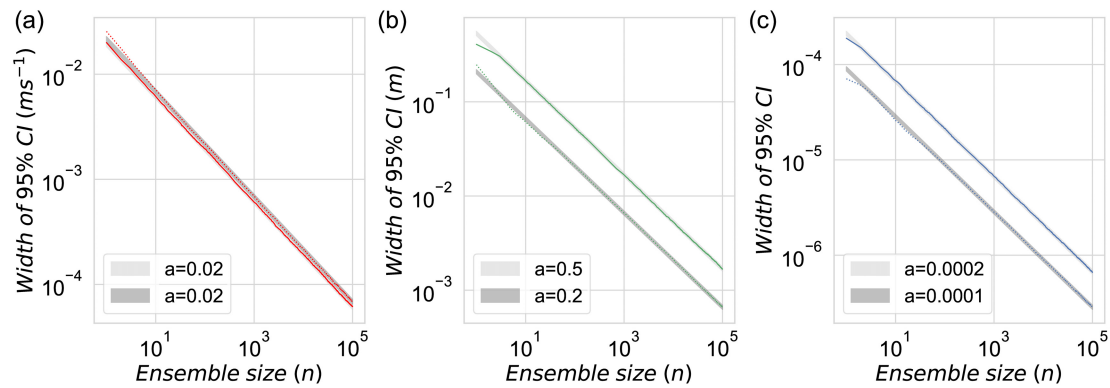 (a)
Width of 95% CI (ms⁻¹)
10⁻²
10⁻³
10⁻⁴
a=0.02
a=0.02
10¹
10³
10⁵
Ensemble size (n)
(b)
Width of 95% CI (m)
10⁻¹
10⁻²
10⁻³
a=0.5
a=0.2
10¹
10³
10⁵
Ensemble size (n)
(c)
Width of 95% CI
10⁻⁴
10⁻⁵
10⁻⁶
a=0.0002
a=0.0001
10¹
10³
10⁵
Ensemble size (n)